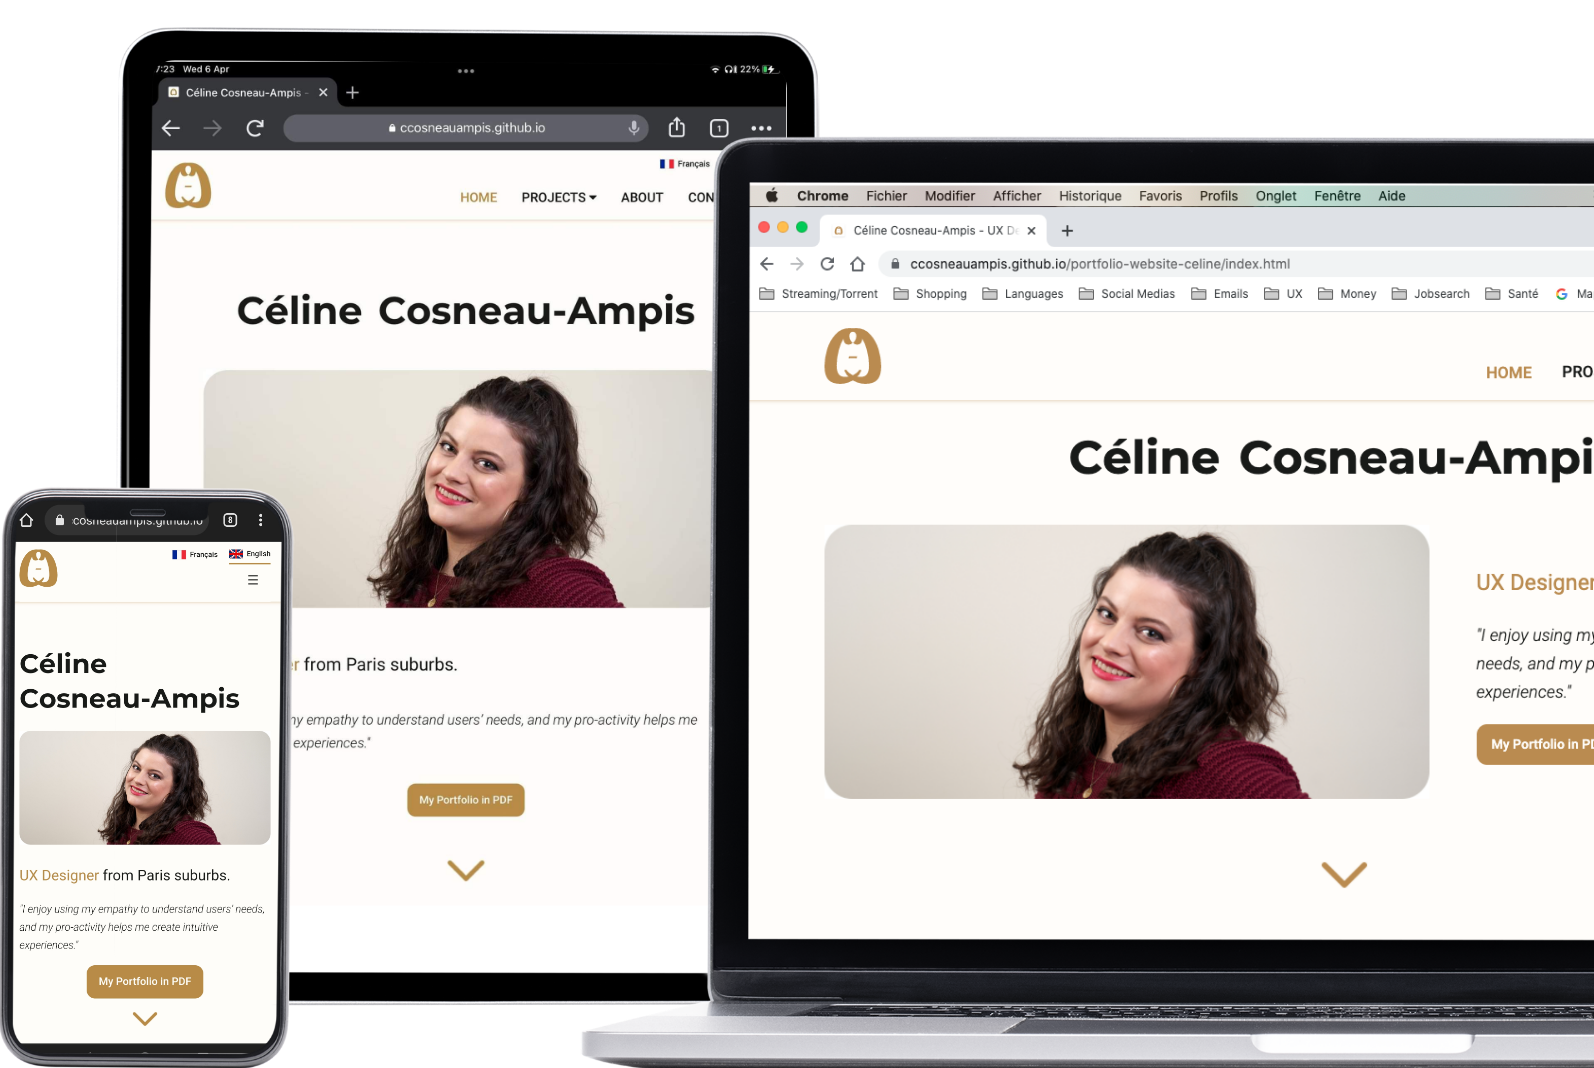 7:23 Wed 6 Apr
22%
Céline Cosneau-Ampis -
ccosneauampis.github.io
1
Français
HOME PROJECTS ABOUT CON
Céline Cosneau-Ampis
r from Paris suburbs.
my empathy to understand users' needs, and my pro-activity helps me
experiences."
My Portfolio in PDF
Chrome Fichier Modifier Afficher Historique Favoris Profils Onglet Fenêtre Aide
Céline Cosneau-Ampis - UX De
ccosneauampis.github.io/portfolio-website-celine/index.html
Streaming/Torrent Shopping Languages Social Medias Emails UX Money Jobsearch Santé Ma
HOME PRO
Céline Cosneau-Ampi
UX Designer
"I enjoy using my
needs, and my p
experiences."
My Portfolio in PD
cosneauampis.github.io
8
Français English
Céline
Cosneau-Ampis
UX Designer from Paris suburbs.
"I enjoy using my empathy to understand users' needs,
and my pro-activity helps me create intuitive
experiences."
My Portfolio in PDF